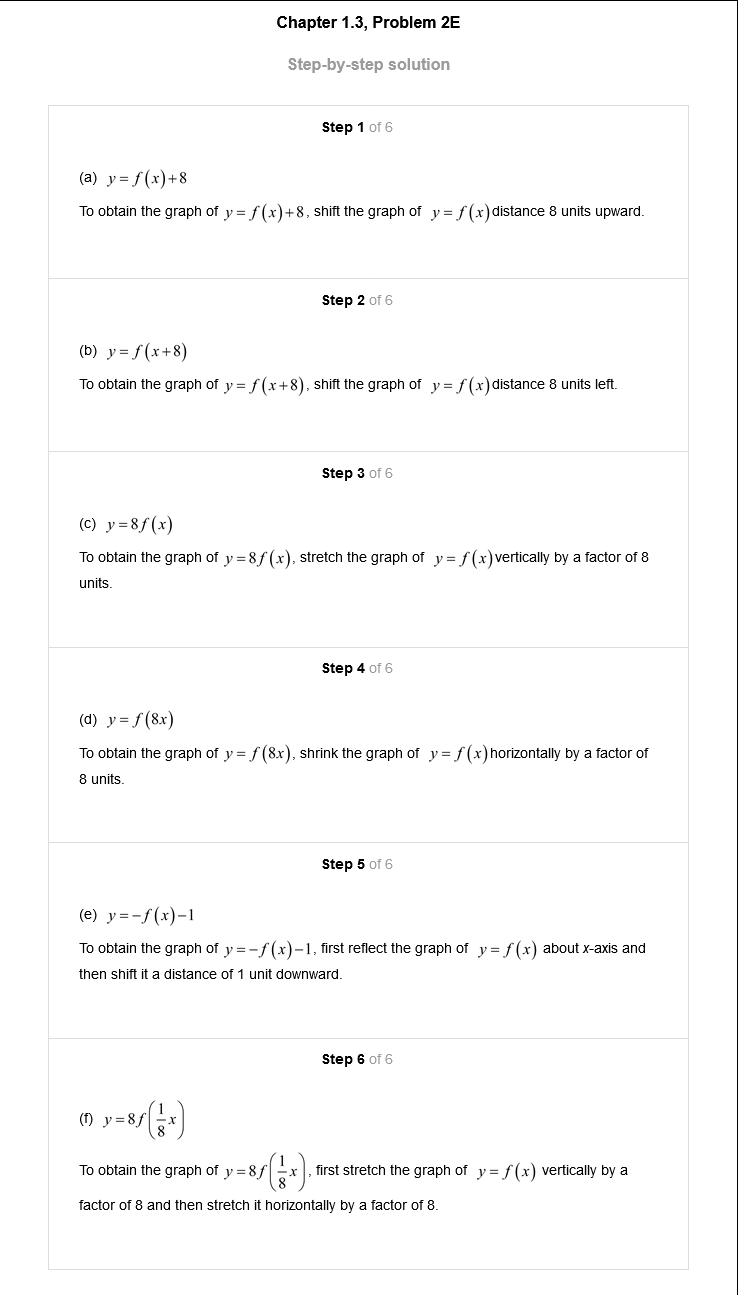 Chapter 1.3, Problem 2E
Step-by-step solution
Step 1 of 6
(a) y = f(x)+8
To obtain the graph of y = f(x)+8, shift the graph of y = f(x) distance 8 units upward.
Step 2 of 6
(b) y = f(x+8)
To obtain the graph of y = f(x+8), shift the graph of y = f(x) distance 8 units left.
Step 3 of 6
(c) y = 8f(x)
To obtain the graph of y = 8f(x), stretch the graph of y = f(x) vertically by a factor of 8
units.
Step 4 of 6
(d) y = f(8x)
To obtain the graph of y = f(8x), shrink the graph of y = f(x) horizontally by a factor of
8 units.
Step 5 of 6
(e) y = −f(x)−1
To obtain the graph of y = −f(x)−1, first reflect the graph of y = f(x) about x-axis and
then shift it a distance of 1 unit downward.
Step 6 of 6
(f) y = 8f(1/8 x)
To obtain the graph of y = 8f(1/8 x), first stretch the graph of y = f(x) vertically by a
factor of 8 and then stretch it horizontally by a factor of 8.